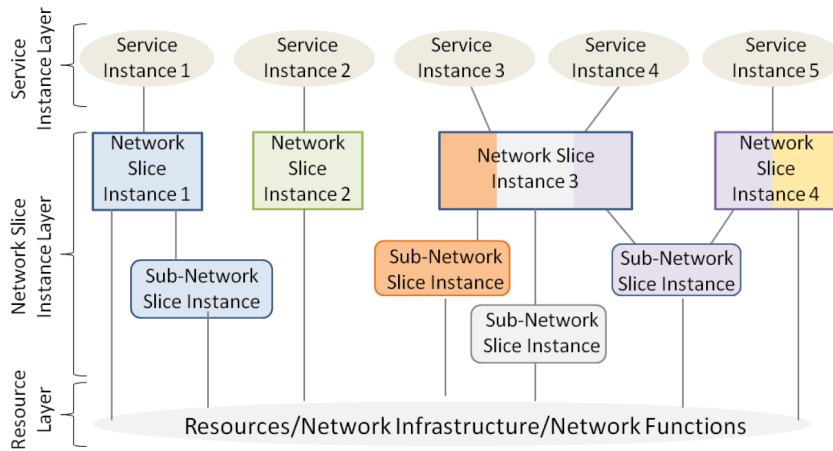 Service
Instance Layer
Service
Instance 1
Service
Instance 2
Service
Instance 3
Service
Instance 4
Service
Instance 5
Network Slice
Instance Layer
Network
Slice
Instance 1
Network
Slice
Instance 2
Network Slice
Instance 3
Network
Slice
Instance 4
Sub-Network
Slice Instance
Sub-Network
Slice Instance
Sub-Network
Slice Instance
Sub-Network
Slice Instance
Resource
Layer
Resources/Network Infrastructure/Network Functions